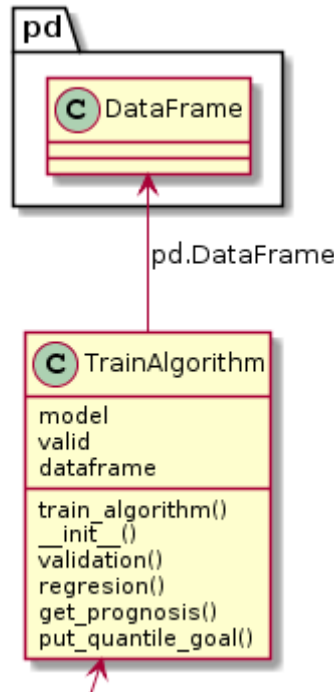 pd
C DataFrame
pd.DataFrame
C TrainAlgorithm
model
valid
dataframe
train_algorithm()
__init__()
validation()
regresion()
get_prognosis()
put_quantile_goal()